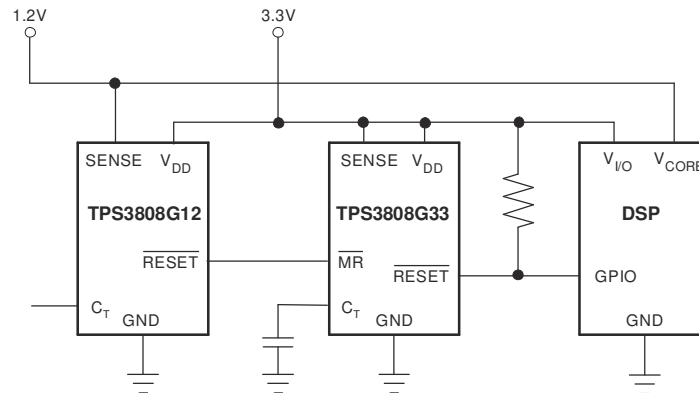 1.2V
3.3V
SENSE V_DD
TPS3808G12
RESET
C_T
GND
SENSE V_DD
TPS3808G33
MR
RESET
C_T
GND
V_I/O V_CORE
DSP
GPIO
GND